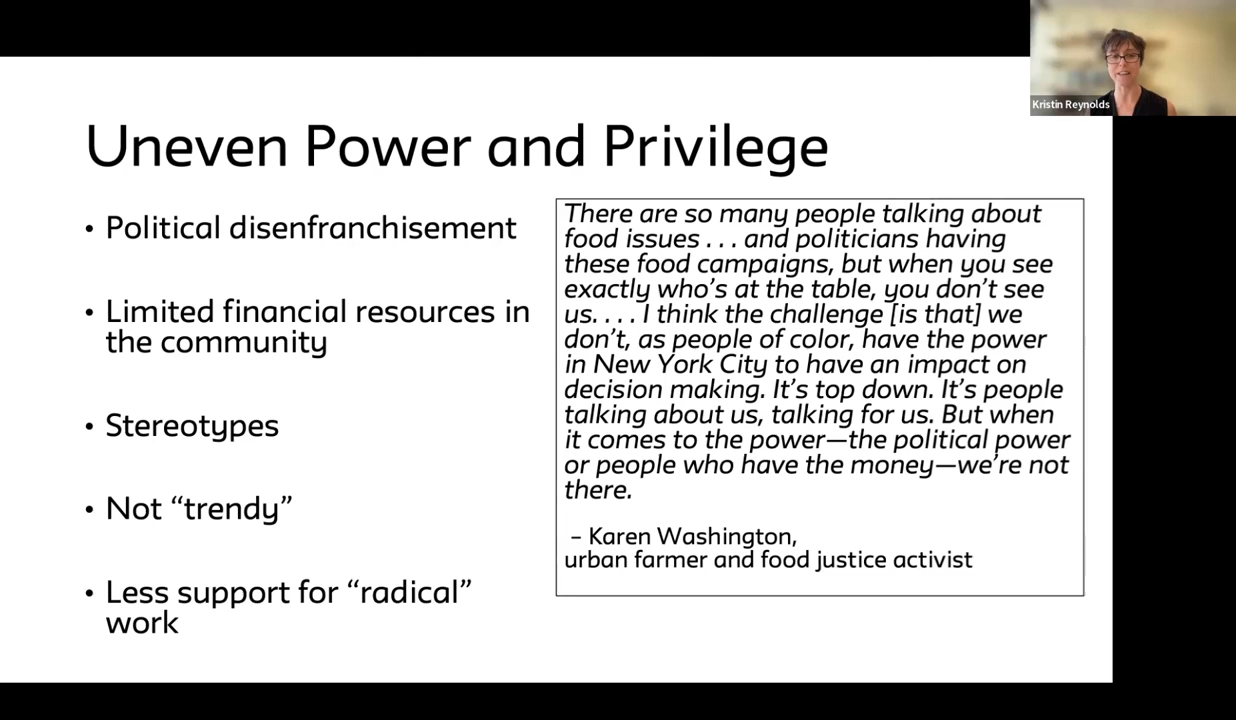 Kristin Reynolds
Uneven Power and Privilege
• Political disenfranchisement
• Limited financial resources in
the community
• Stereotypes
• Not “trendy”
• Less support for “radical”
work
There are so many people talking about
food issues . . . and politicians having
these food campaigns, but when you see
exactly who’s at the table, you don’t see
us. . . . I think the challenge [is that] we
don’t, as people of color, have the power
in New York City to have an impact on
decision making. It’s top down. It’s people
talking about us, talking for us. But when
it comes to the power—the political power
or people who have the money—we’re not
there.
– Karen Washington,
urban farmer and food justice activist